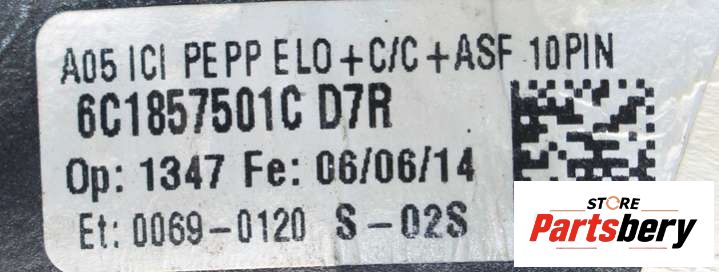 A05 ICI PEPP ELO+C/C+ASF 10PIN
6C1857501C D7R
Op: 1347 Fe: 06/06/14
Et: 0069-0120 S-02S
STORE
Partsbery